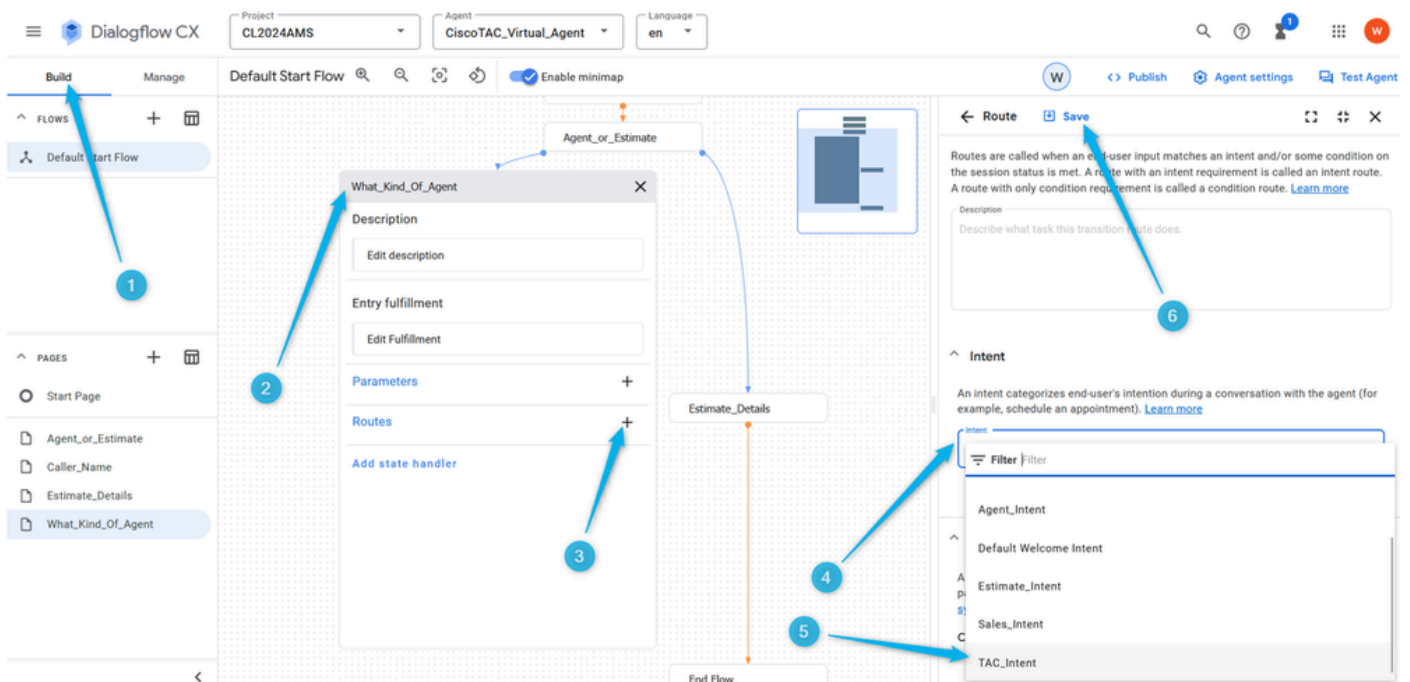 Dialogflow CX
Project
CL2024AMS
Agent
CiscoTAC_Virtual_Agent
Language
en
1
W
Build
Manage
Default Start Flow
Enable minimap
W
Publish
Agent settings
Test Agent
FLOWS
Default Start Flow
1
PAGES
Start Page
Agent_or_Estimate
Caller_Name
Estimate_Details
What_Kind_Of_Agent
Agent_or_Estimate
What_Kind_Of_Agent
Description
Edit description
Entry fulfillment
Edit Fulfillment
Parameters
Routes
Add state handler
2
3
Estimate_Details
End Flow
Route
Save
Routes are called when an end-user input matches an intent and/or some condition on
the session status is met. A route with an intent requirement is called an intent route.
A route with only condition requirement is called a condition route. Learn more
Description
Describe what task this transition route does.
6
Intent
An intent categorizes end-user's intention during a conversation with the agent (for
example, schedule an appointment). Learn more
Intent
Filter Filter
Agent_Intent
Default Welcome Intent
Estimate_Intent
Sales_Intent
TAC_Intent
4
5